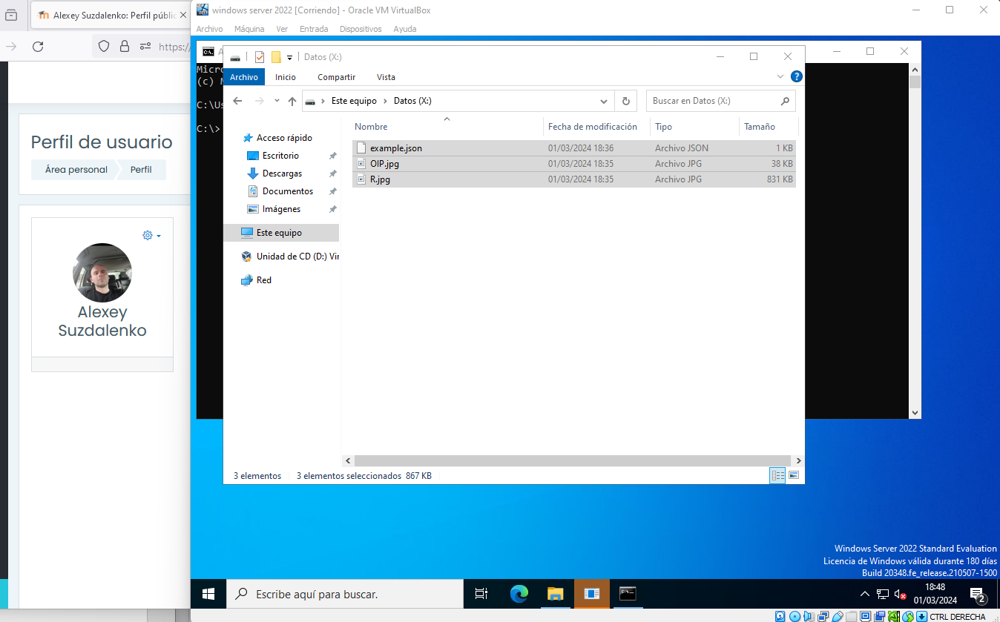 Alexey Suzdalenko: Perfil públic
https://
Perfil de usuario
Área personal
Perfil
Alexey
Suzdalenko
windows server 2022 [Corriendo] - Oracle VM VirtualBox
Archivo Máquina Ver Entrada Dispositivos Ayuda
Micro
(c) M
C:\Us
C:\>
Datos (X:)
Archivo Inicio Compartir Vista
Este equipo > Datos (X:)
Buscar en Datos (X:)
Nombre Fecha de modificación Tipo Tamaño
Acceso rápido
Escritorio
Descargas
Documentos
Imágenes
Este equipo
Unidad de CD (D:) Vir
Red
example.json 01/03/2024 18:36 Archivo JSON 1 KB
OIP.jpg 01/03/2024 18:35 Archivo JPG 38 KB
R.jpg 01/03/2024 18:35 Archivo JPG 831 KB
3 elementos 3 elementos seleccionados 867 KB
Windows Server 2022 Standard Evaluation
Licencia de Windows válida durante 180 días
Build 20348.fe_release.210507-1500
Escribe aquí para buscar.
18:48
01/03/2024
2
CTRL DERECHA